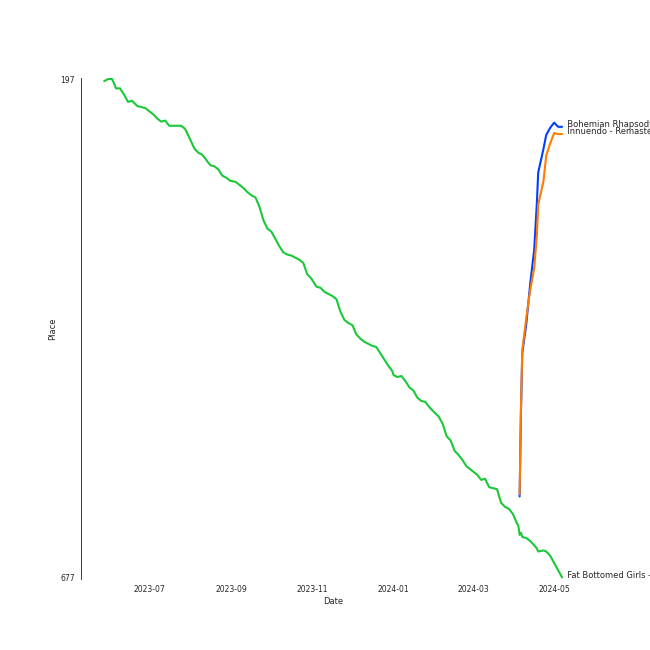 197
Bohemian Rhapsody
Innuendo - Remaste
Place
Fat Bottomed Girls -
677
2023-07
2023-09
2023-11
2024-01
2024-03
2024-05
Date